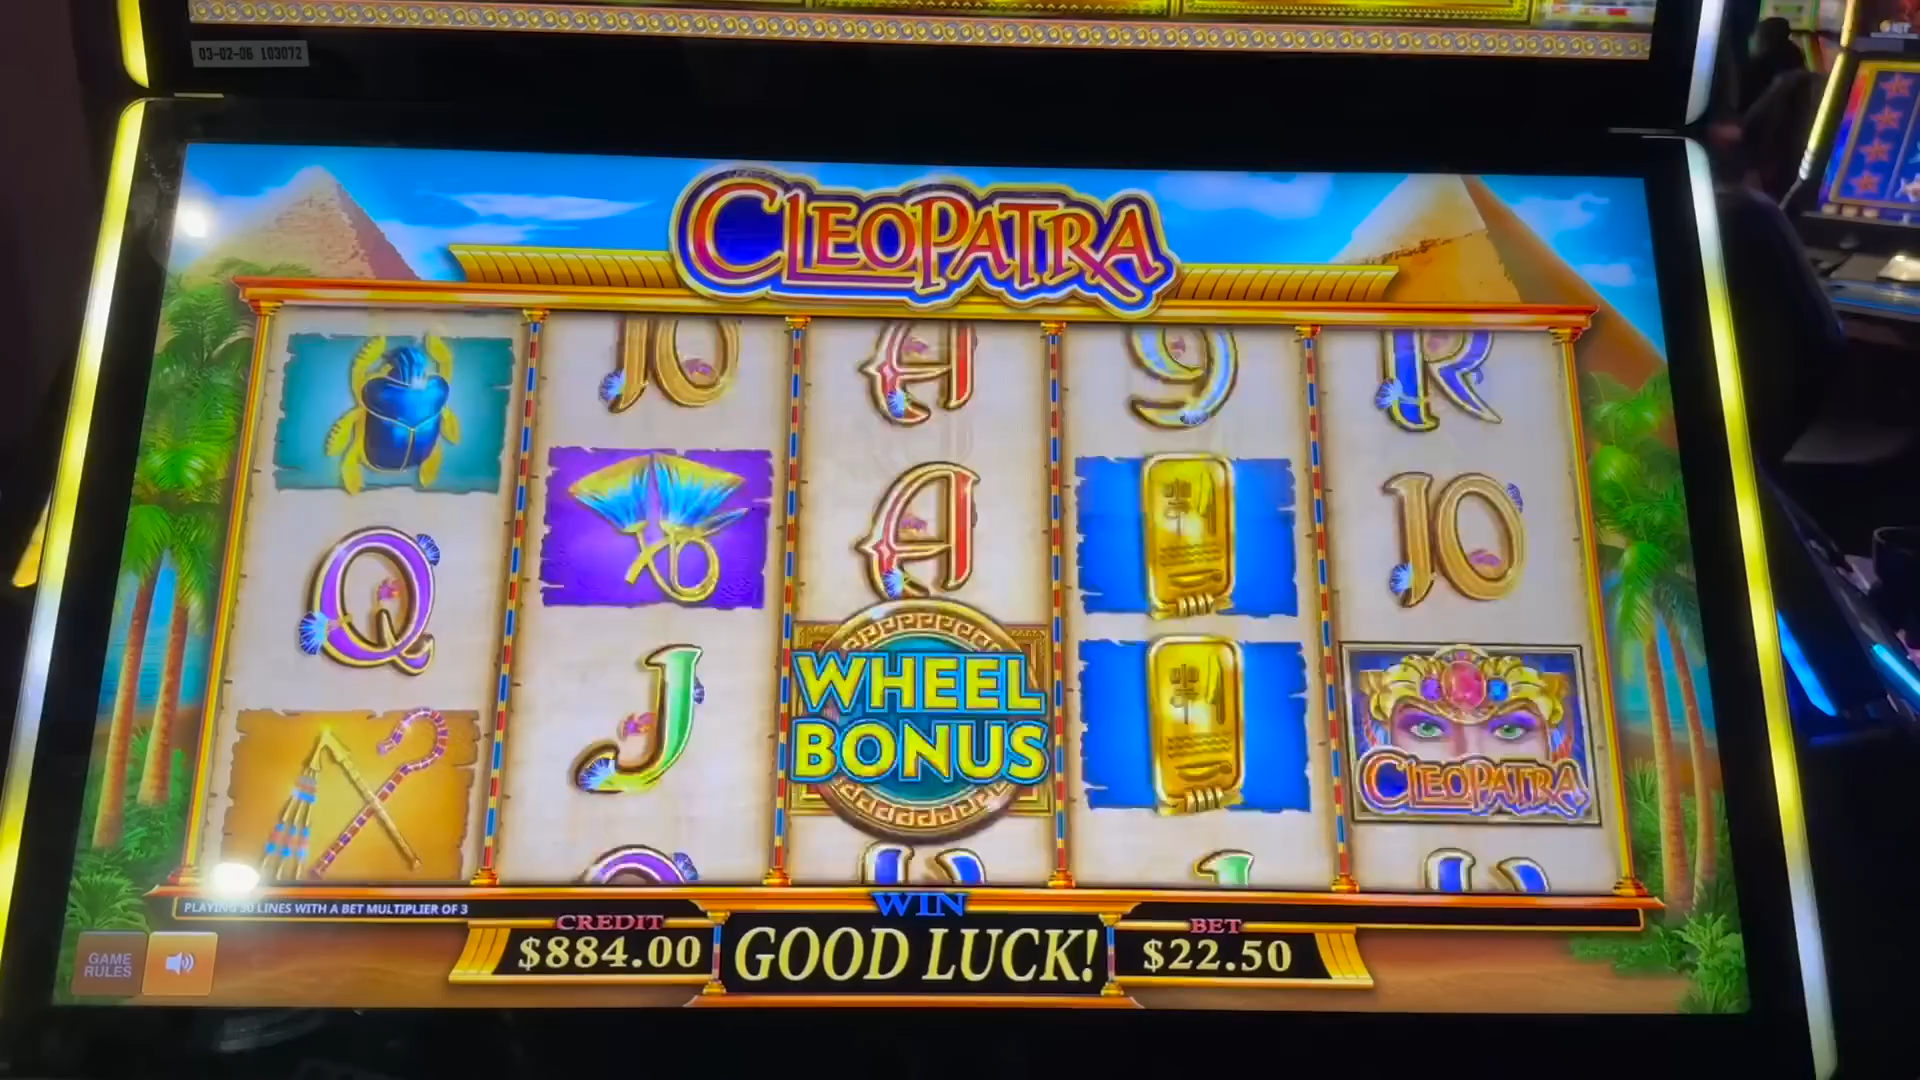 03-02-06 103072
CLEOPATRA
10 A 9 R
A 10
Q
J
WHEEL
BONUS
CLEOPATRA
PLAYING 30 LINES WITH A BET MULTIPLIER OF 3
WIN
CREDIT
BET
$884.00
GOOD LUCK!
$22.50
GAME
RULES